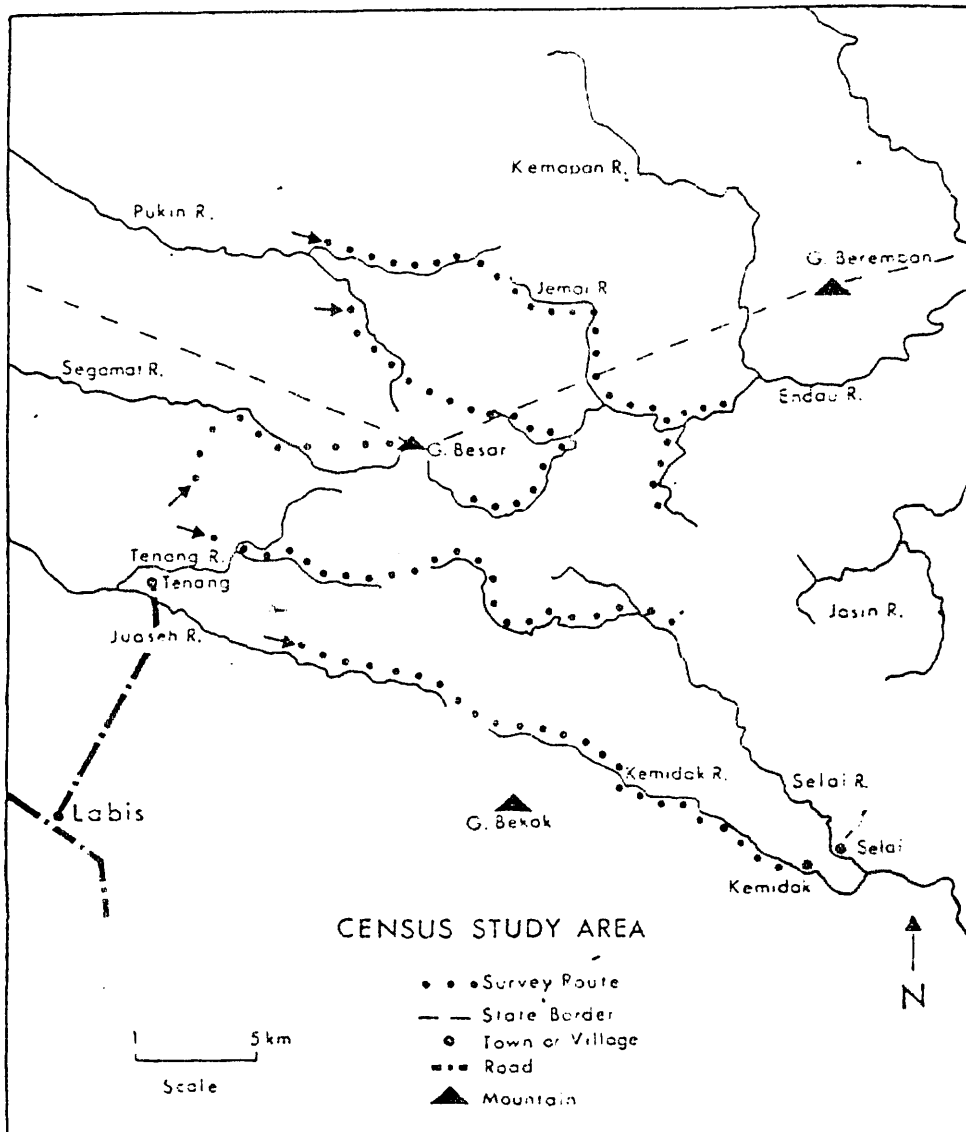 Kemapan R.
Pukin R.
G. Berempan
Jemai R
Segamat R.
Endau R.
G. Besar
Tenang R.
Tenang
Jasin R.
Juaseh R.
Kemidak R.
Selai R.
Labis
G. Bekok
Selai
Kemidak
CENSUS STUDY AREA
Survey Route
N
State Border
1 5 km
Town or Village
Road
Scale
Mountain